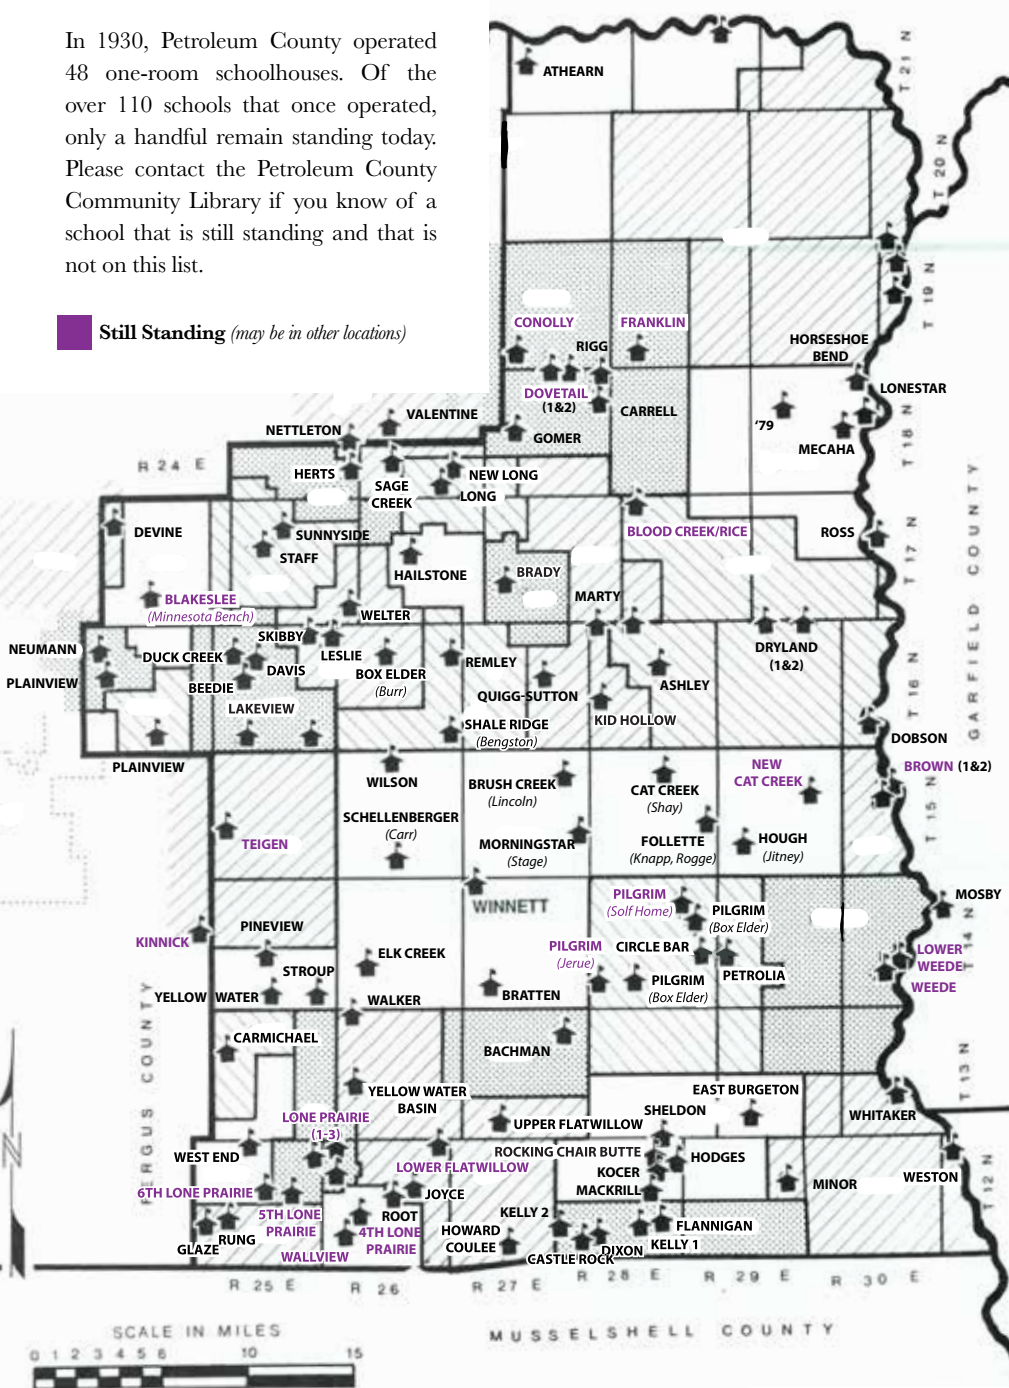 In 1930, Petroleum County operated
48 one-room schoolhouses. Of the
over 110 schools that once operated,
only a handful remain standing today.
Please contact the Petroleum County
Community Library if you know of a
school that is still standing and that is
not on this list.
Still Standing (may be in other locations)
ATHEARN
T 21 N
T 20 N
T 19 N
CONOLLY
FRANKLIN
RIGG
HORSESHOE
BEND
DOVETAIL
(1&2)
CARRELL
LONESTAR
'79
MECAHA
T 18 N
VALENTINE
NETTLETON
GOMER
R 24 E
HERTS
SAGE
CREEK
NEW LONG
LONG
DEVINE
SUNNYSIDE
STAFF
HAILSTONE
BLOOD CREEK/RICE
ROSS
T 17 N
GARFIELD COUNTY
BRADY
MARTY
BLAKESLEE
(Minnesota Bench)
WELTER
NEUMANN
PLAINVIEW
DUCK CREEK
SKIBBY
LESLIE
DAVIS
BEEDIE
BOX ELDER
(Burr)
REMLEY
QUIGG-SUTTON
ASHLEY
DRYLAND
(1&2)
T 16 N
LAKEVIEW
SHALE RIDGE
(Bengston)
KID HOLLOW
DOBSON
PLAINVIEW
WILSON
BRUSH CREEK
(Lincoln)
CAT CREEK
(Shay)
NEW
CAT CREEK
BROWN (1&2)
T 15 N
TEIGEN
SCHELLENBERGER
(Carr)
MORNINGSTAR
(Stage)
FOLLETTE
(Knapp, Rogge)
HOUGH
(Jitney)
WINNETT
PILGRIM
(Solf Home)
PILGRIM
(Box Elder)
MOSBY
T 14 N
KINNICK
PINEVIEW
ELK CREEK
PILGRIM
(Jerue)
CIRCLE BAR
PETROLIA
LOWER
WEEDE
WEEDE
STROUP
YELLOW WATER
WALKER
BRATTEN
PILGRIM
(Box Elder)
FERGUS COUNTY
CARMICHAEL
BACHMAN
T 13 N
YELLOW WATER
BASIN
EAST BURGETON
WHITAKER
LONE PRAIRIE
(1-3)
UPPER FLATWILLOW
SHELDON
WEST END
LOWER FLATWILLOW
ROCKING CHAIR BUTTE
HODGES
KOCER
MACKRILL
MINOR
WESTON
T 12 N
N
6TH LONE PRAIRIE
JOYCE
5TH LONE
PRAIRIE
ROOT
4TH LONE
PRAIRIE
KELLY 2
HOWARD
COULEE
FLANNIGAN
KELLY 1
DIXON
CASTLE ROCK
GLAZE
RUNG
WALLVIEW
R 25 E
R 26
R 27 E
R 28 E
R 29 E
R 30 E
SCALE IN MILES
0 1 2 3 4 5 6 10 15
MUSSELSHELL COUNTY